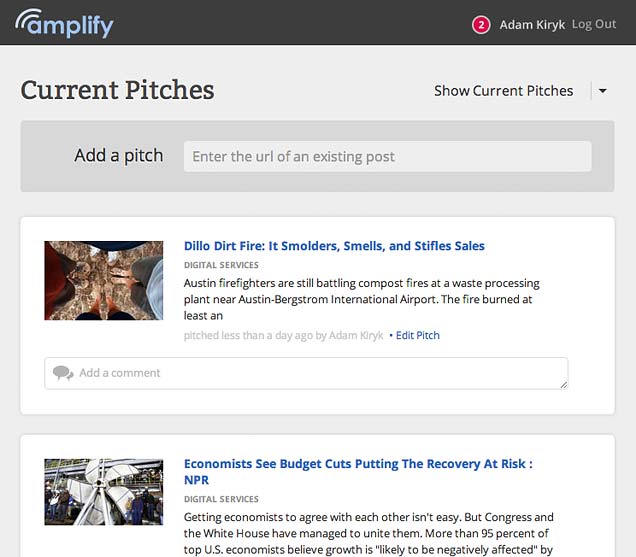 amplify
2 Adam Kiryk Log Out
Current Pitches
Show Current Pitches
Add a pitch
Enter the url of an existing post
Dillo Dirt Fire: It Smolders, Smells, and Stifles Sales
DIGITAL SERVICES
Austin firefighters are still battling compost fires at a waste processing
plant near Austin-Bergstrom International Airport. The fire burned at
least an
pitched less than a day ago by Adam Kiryk • Edit Pitch
Add a comment
Economists See Budget Cuts Putting The Recovery At Risk :
NPR
DIGITAL SERVICES
Getting economists to agree with each other isn't easy. But Congress and
the White House have managed to unite them. More than 95 percent of
top U.S. economists believe growth is "likely to be negatively affected" by